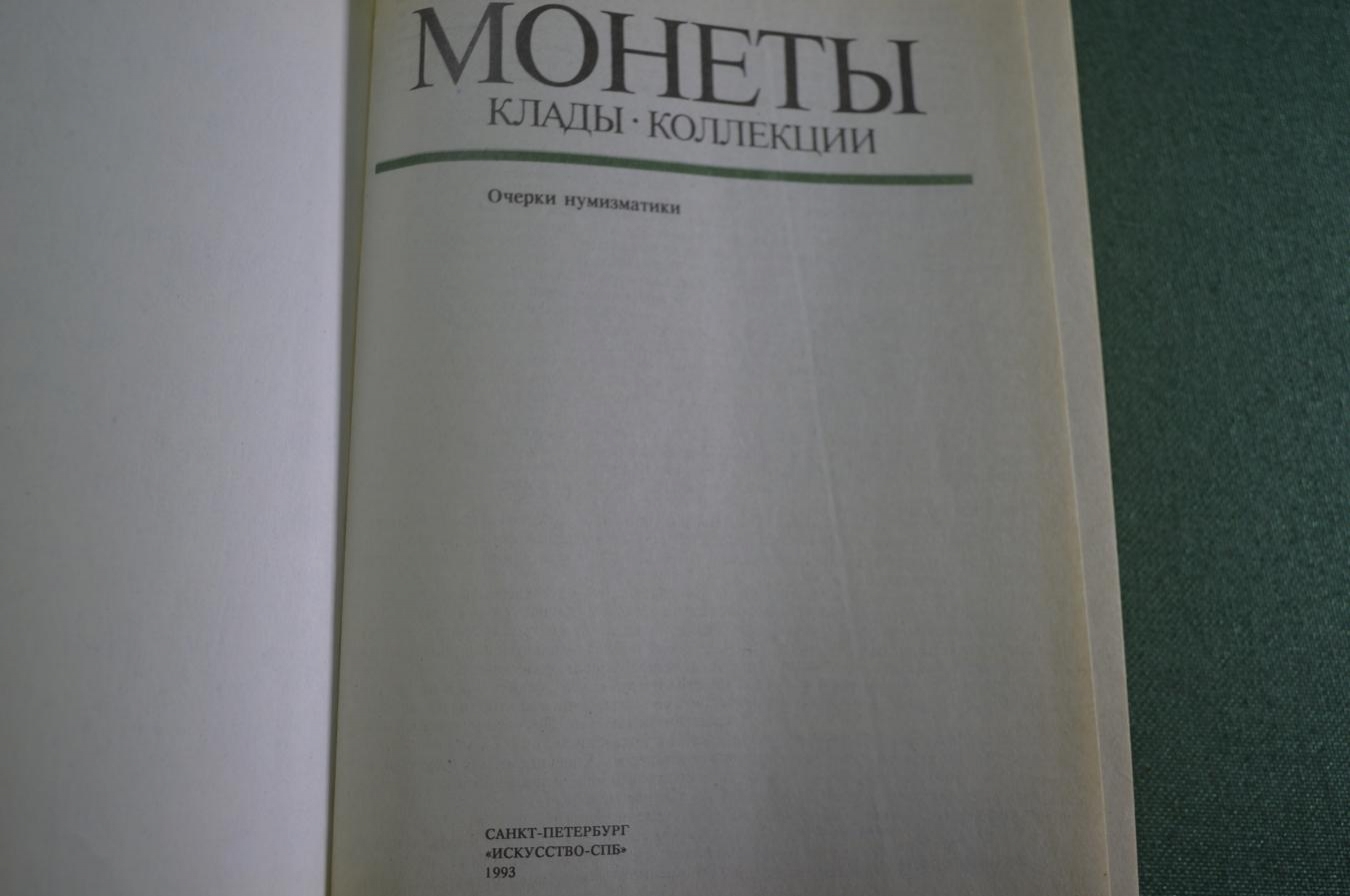 МОНЕТЫ
КЛАДЫ · КОЛЛЕКЦИИ
Очерки нумизматики
САНКТ-ПЕТЕРБУРГ
«ИСКУССТВО-СПБ»
1993